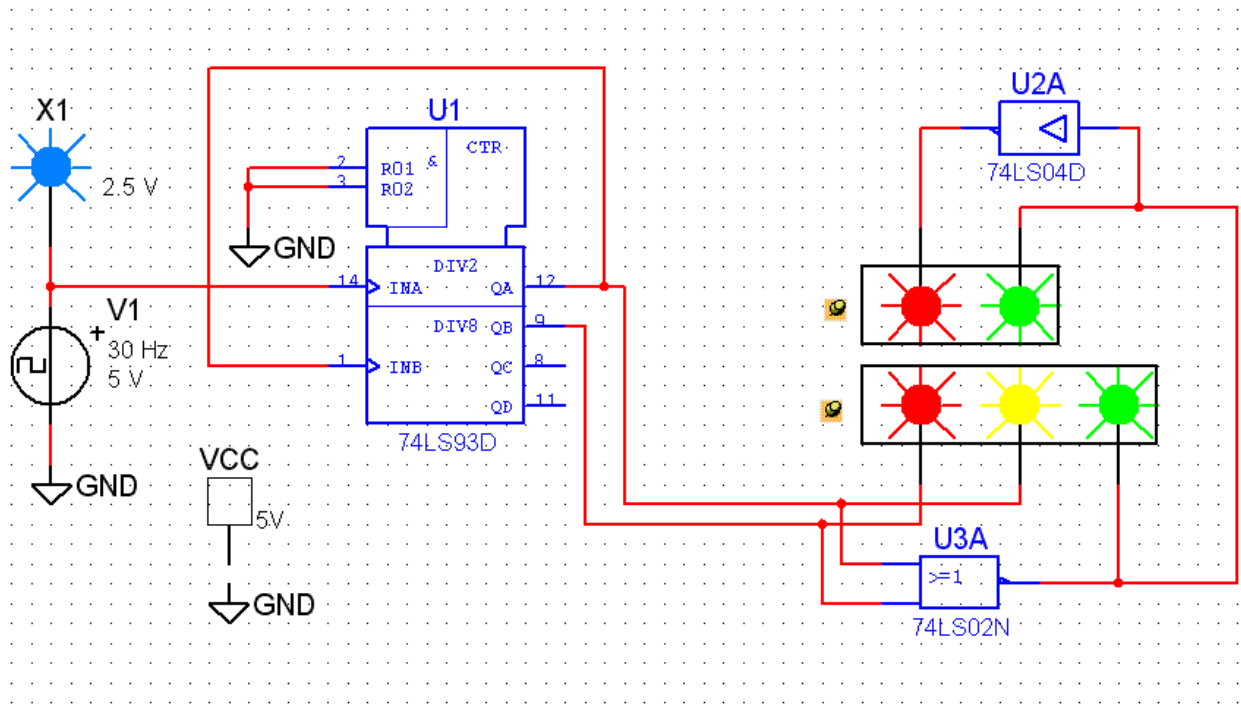 X1
2.5 V
V1
+
30 Hz
5 V
GND
VCC
5V
GND
GND
U1
CTR
&
2 RO1
3 RO2
DIV2
14 INA QA 12
DIV8 QB 9
1 INB QC 8
QD 11
74LS93D
U2A
74LS04D
U3A
>=1
74LS02N